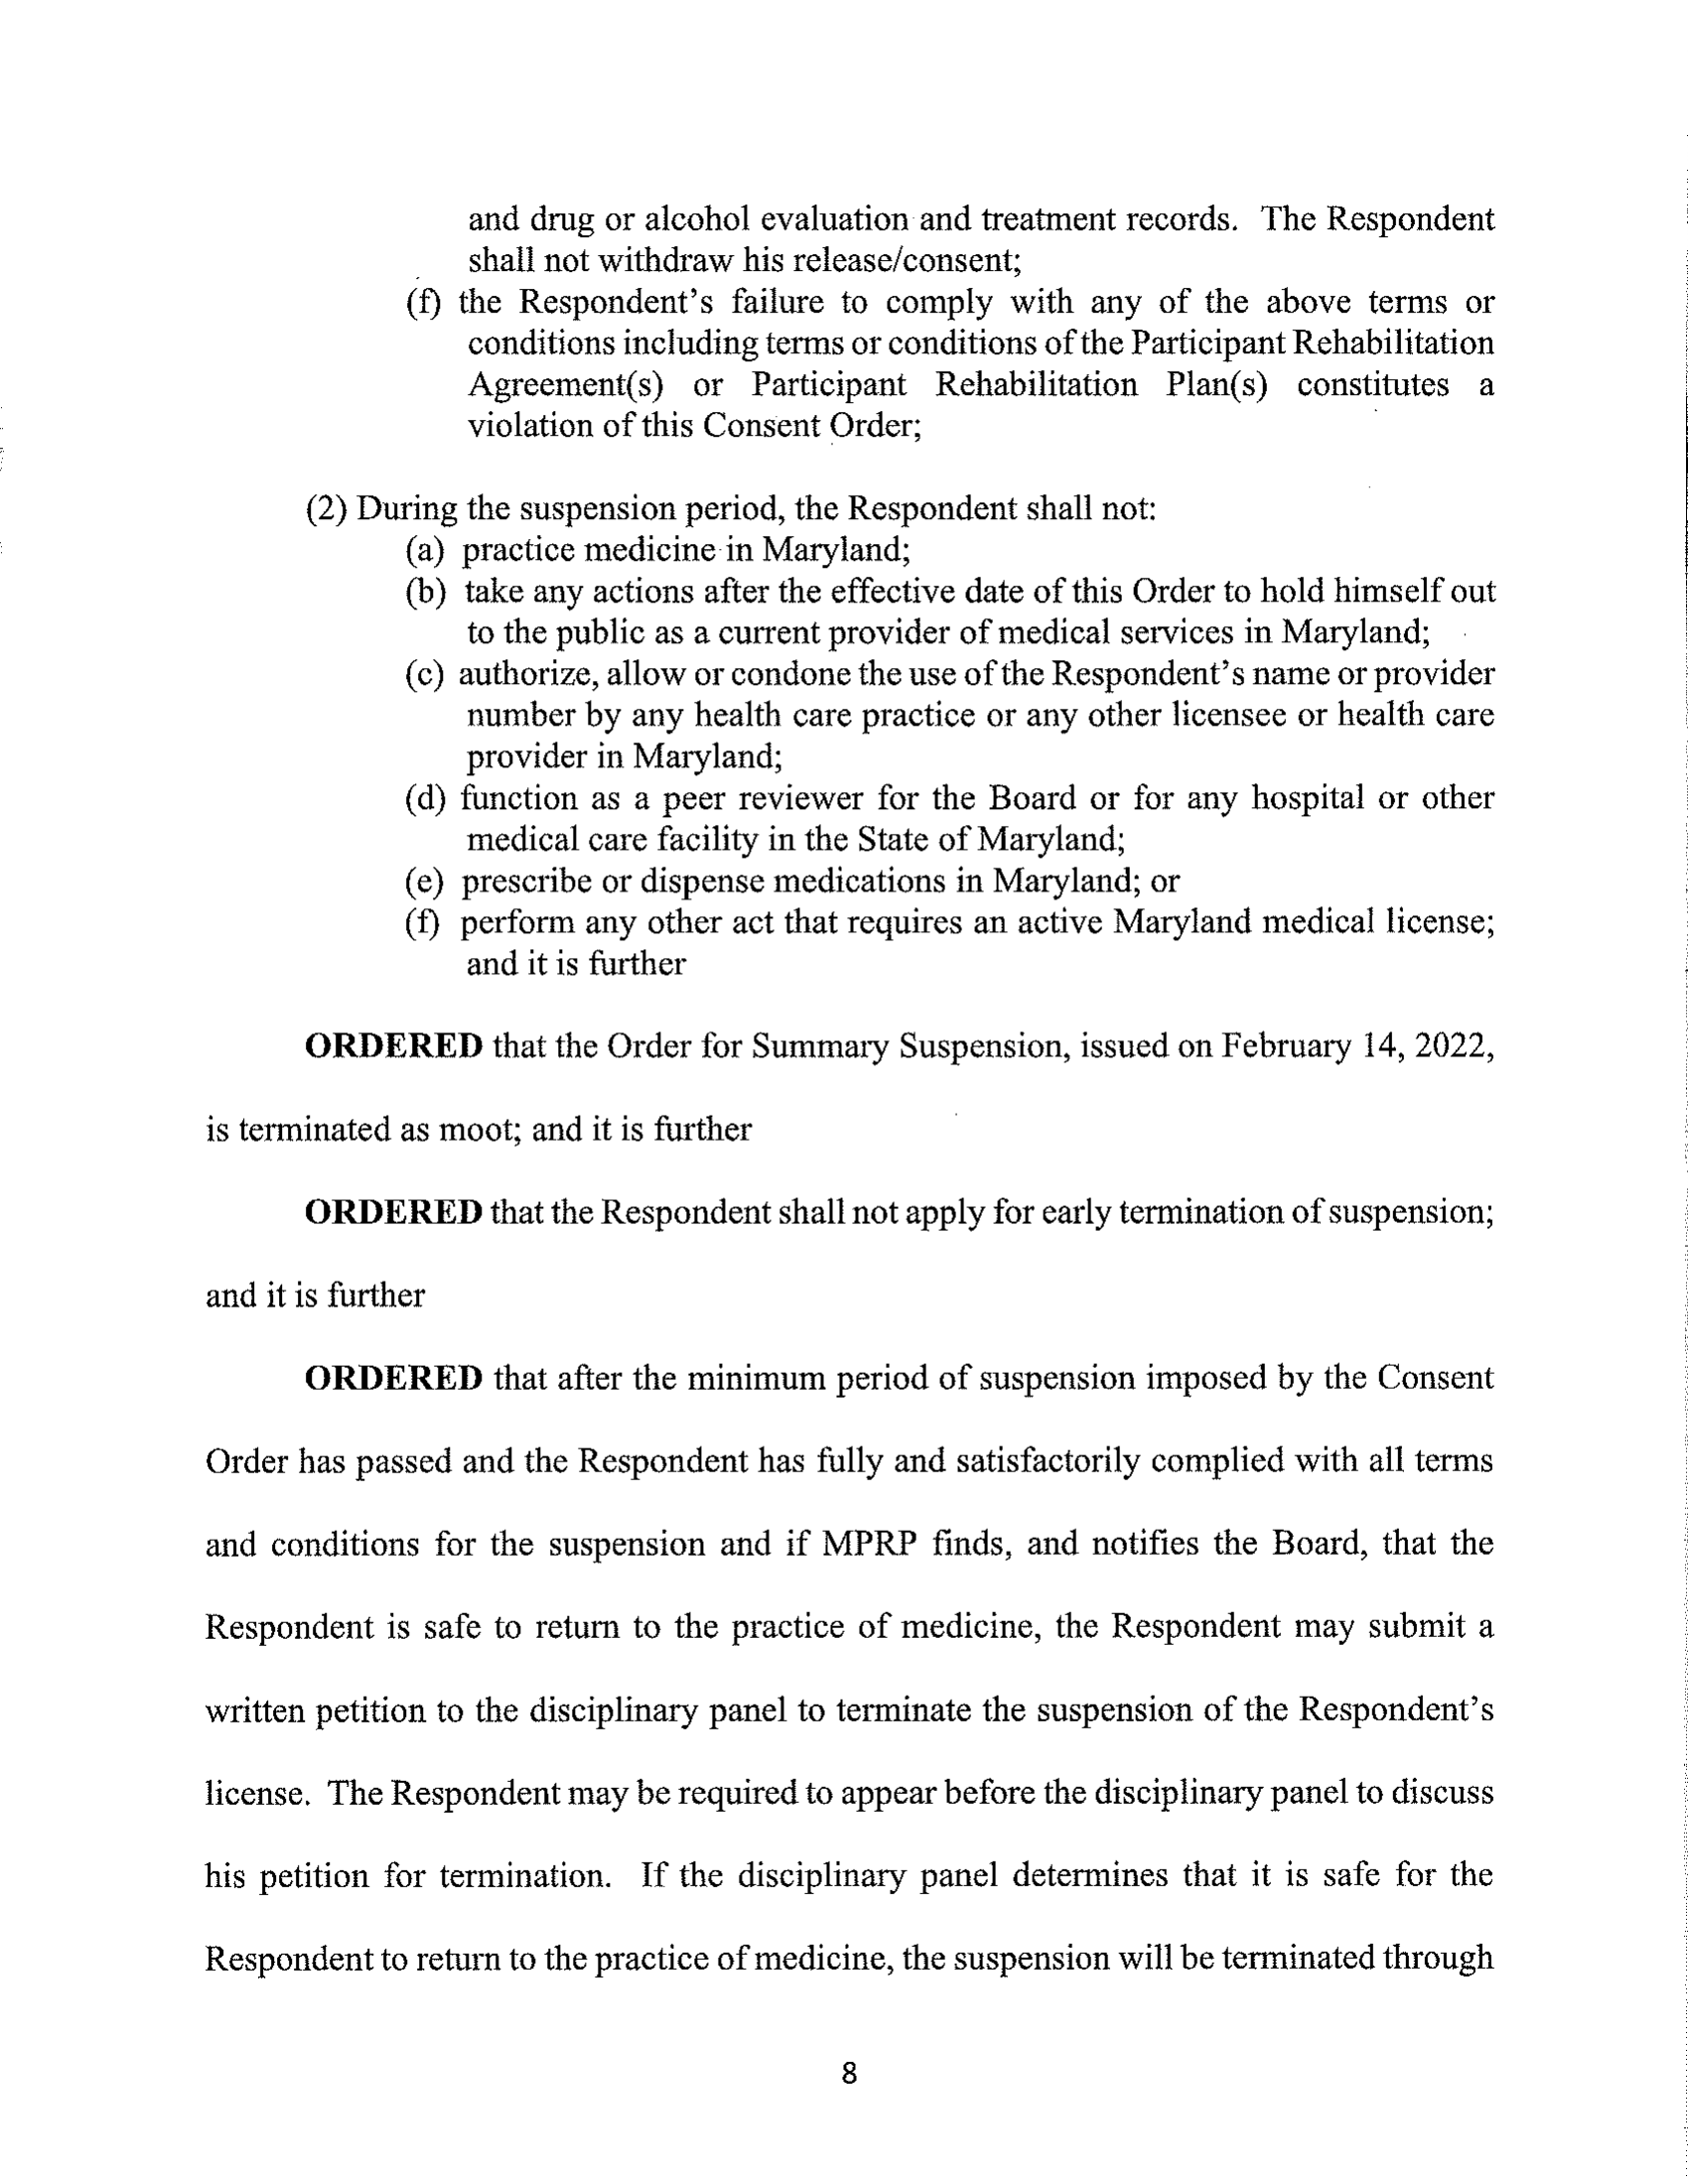 and drug or alcohol evaluation and treatment records. The Respondent
shall not withdraw his release/consent;
(f) the Respondent's failure to comply with any of the above terms or
conditions including terms or conditions of the Participant Rehabilitation
Agreement(s) or Participant Rehabilitation Plan(s) constitutes a
violation of this Consent Order;
(2) During the suspension period, the Respondent shall not:
(a) practice medicine in Maryland;
(b) take any actions after the effective date of this Order to hold himself out
to the public as a current provider of medical services in Maryland;
(c) authorize, allow or condone the use of the Respondent's name or provider
number by any health care practice or any other licensee or health care
provider in Maryland;
(d) function as a peer reviewer for the Board or for any hospital or other
medical care facility in the State of Maryland;
(e) prescribe or dispense medications in Maryland; or
(f) perform any other act that requires an active Maryland medical license;
and it is further
ORDERED that the Order for Summary Suspension, issued on February 14, 2022,
is terminated as moot; and it is further
ORDERED that the Respondent shall not apply for early termination of suspension;
and it is further
ORDERED that after the minimum period of suspension imposed by the Consent
Order has passed and the Respondent has fully and satisfactorily complied with all terms
and conditions for the suspension and if MPRP finds, and notifies the Board, that the
Respondent is safe to return to the practice of medicine, the Respondent may submit a
written petition to the disciplinary panel to terminate the suspension of the Respondent's
license. The Respondent may be required to appear before the disciplinary panel to discuss
his petition for termination. If the disciplinary panel determines that it is safe for the
Respondent to return to the practice of medicine, the suspension will be terminated through
8